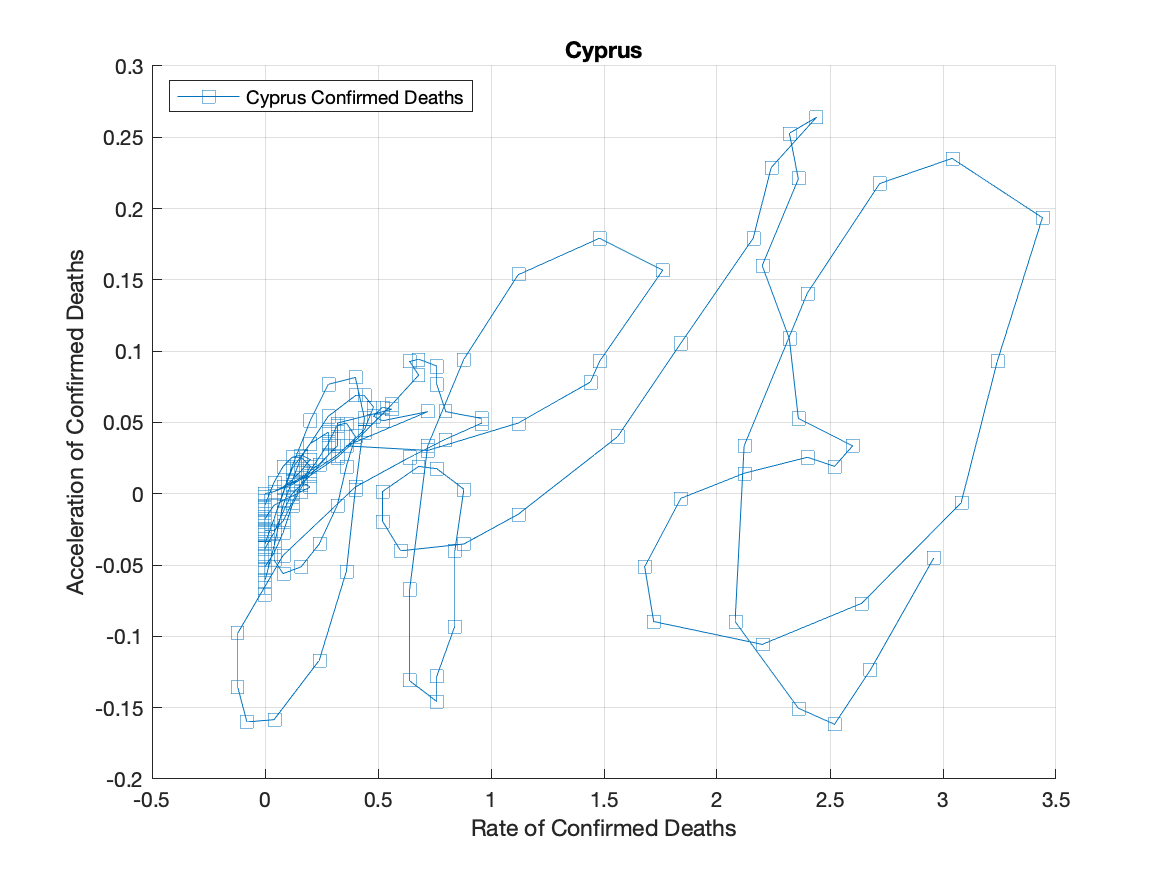 Cyprus
Cyprus Confirmed Deaths
0.3
0.25
0.2
0.15
0.1
0.05
0
-0.05
-0.1
-0.15
-0.2
Acceleration of Confirmed Deaths
-0.5 0 0.5 1 1.5 2 2.5 3 3.5
Rate of Confirmed Deaths